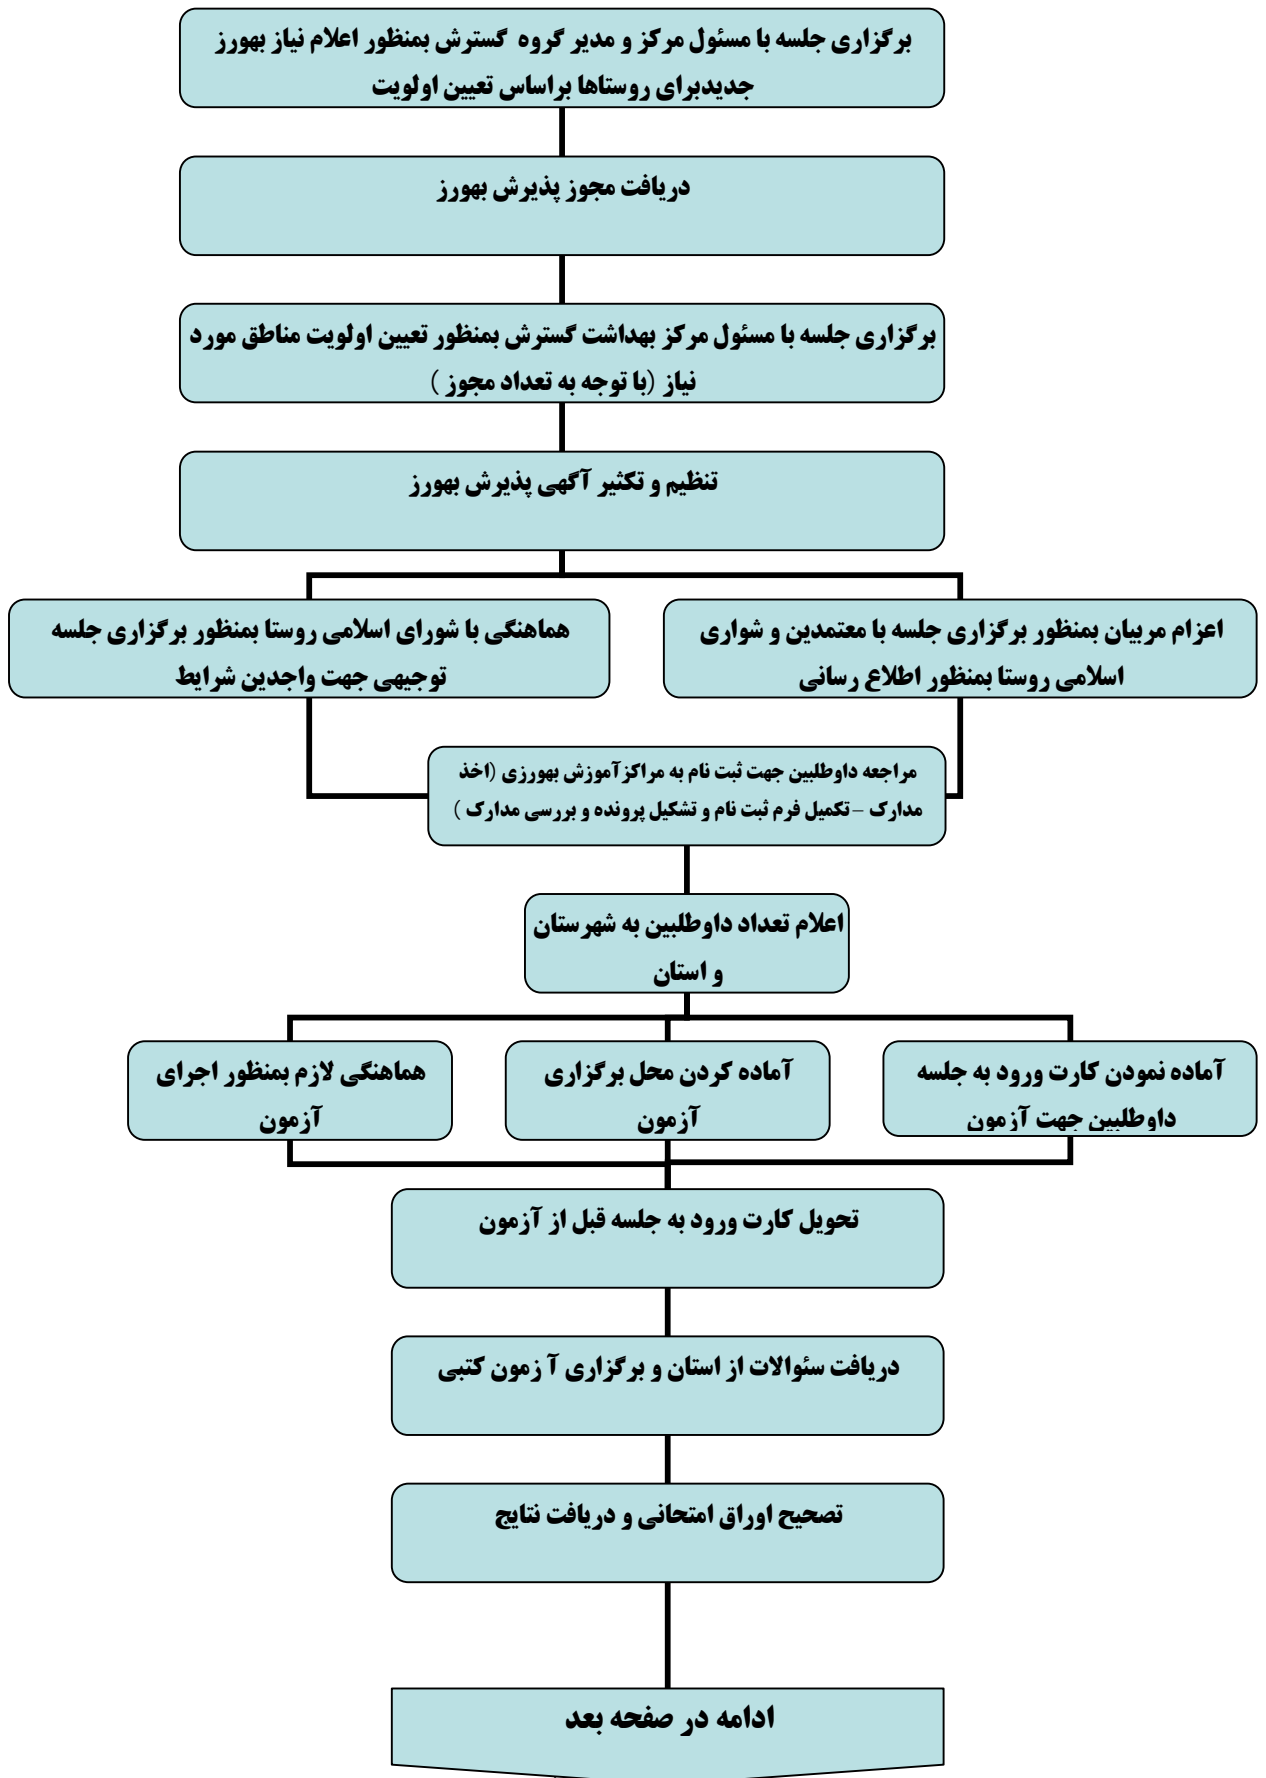 برگزاری جلسه با مسئول مرکز و مدیر گروه گسترش بمنظور اعلام نیاز بهورز
جدیدبرای روستاها براساس تعیین اولویت
دریافت مجوز پذیرش بهورز
برگزاری جلسه با مسئول مرکز بهداشت گسترش بمنظور تعیین اولویت مناطق مورد
نیاز (با توجه به تعداد مجوز )
تنظیم و تکثیر آگهی پذیرش بهورز
اعزام مربیان بمنظور برگزاری جلسه با معتمدین و شواری
اسلامی روستا بمنظور اطلاع رسانی
هماهنگی با شورای اسلامی روستا بمنظور برگزاری جلسه
توجیهی جهت واجدین شرایط
مراجعه داوطلبین جهت ثبت نام به مراکزآموزش بهورزی (اخذ
مدارک – تکمیل فرم ثبت نام و تشکیل پرونده و بررسی مدارک )
اعلام تعداد داوطلبین به شهرستان
و استان
آماده نمودن کارت ورود به جلسه
داوطلبین جهت آزمون
آماده کردن محل برگزاری
آزمون
هماهنگی لازم بمنظور اجرای
آزمون
تحویل کارت ورود به جلسه قبل از آزمون
دریافت سئوالات از استان و برگزاری آ زمون کتبی
تصحیح اوراق امتحانی و دریافت نتایج
ادامه در صفحه بعد